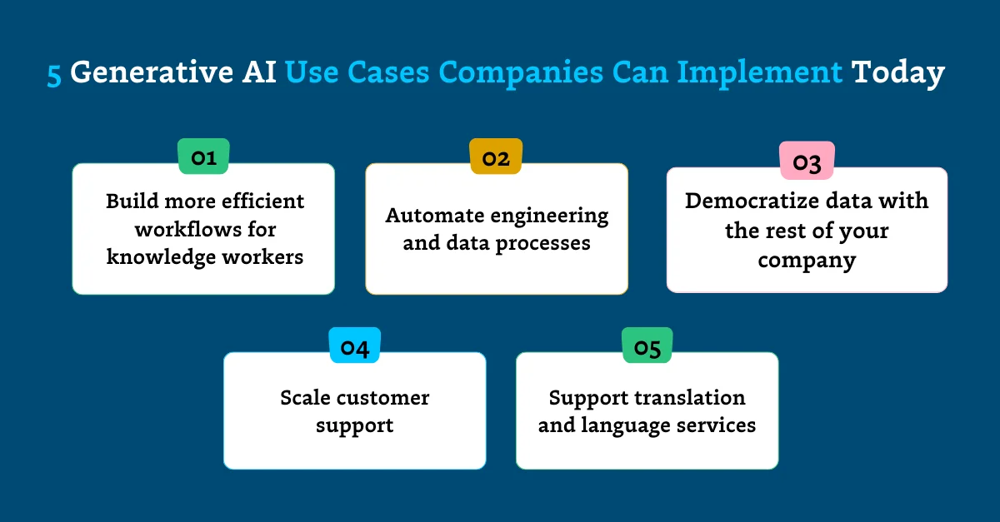 5 Generative AI Use Cases Companies Can Implement Today
01
Build more efficient
workflows for
knowledge workers
02
Automate engineering
and data processes
03
Democratize data with
the rest of your
company
04
Scale customer
support
05
Support translation
and language services